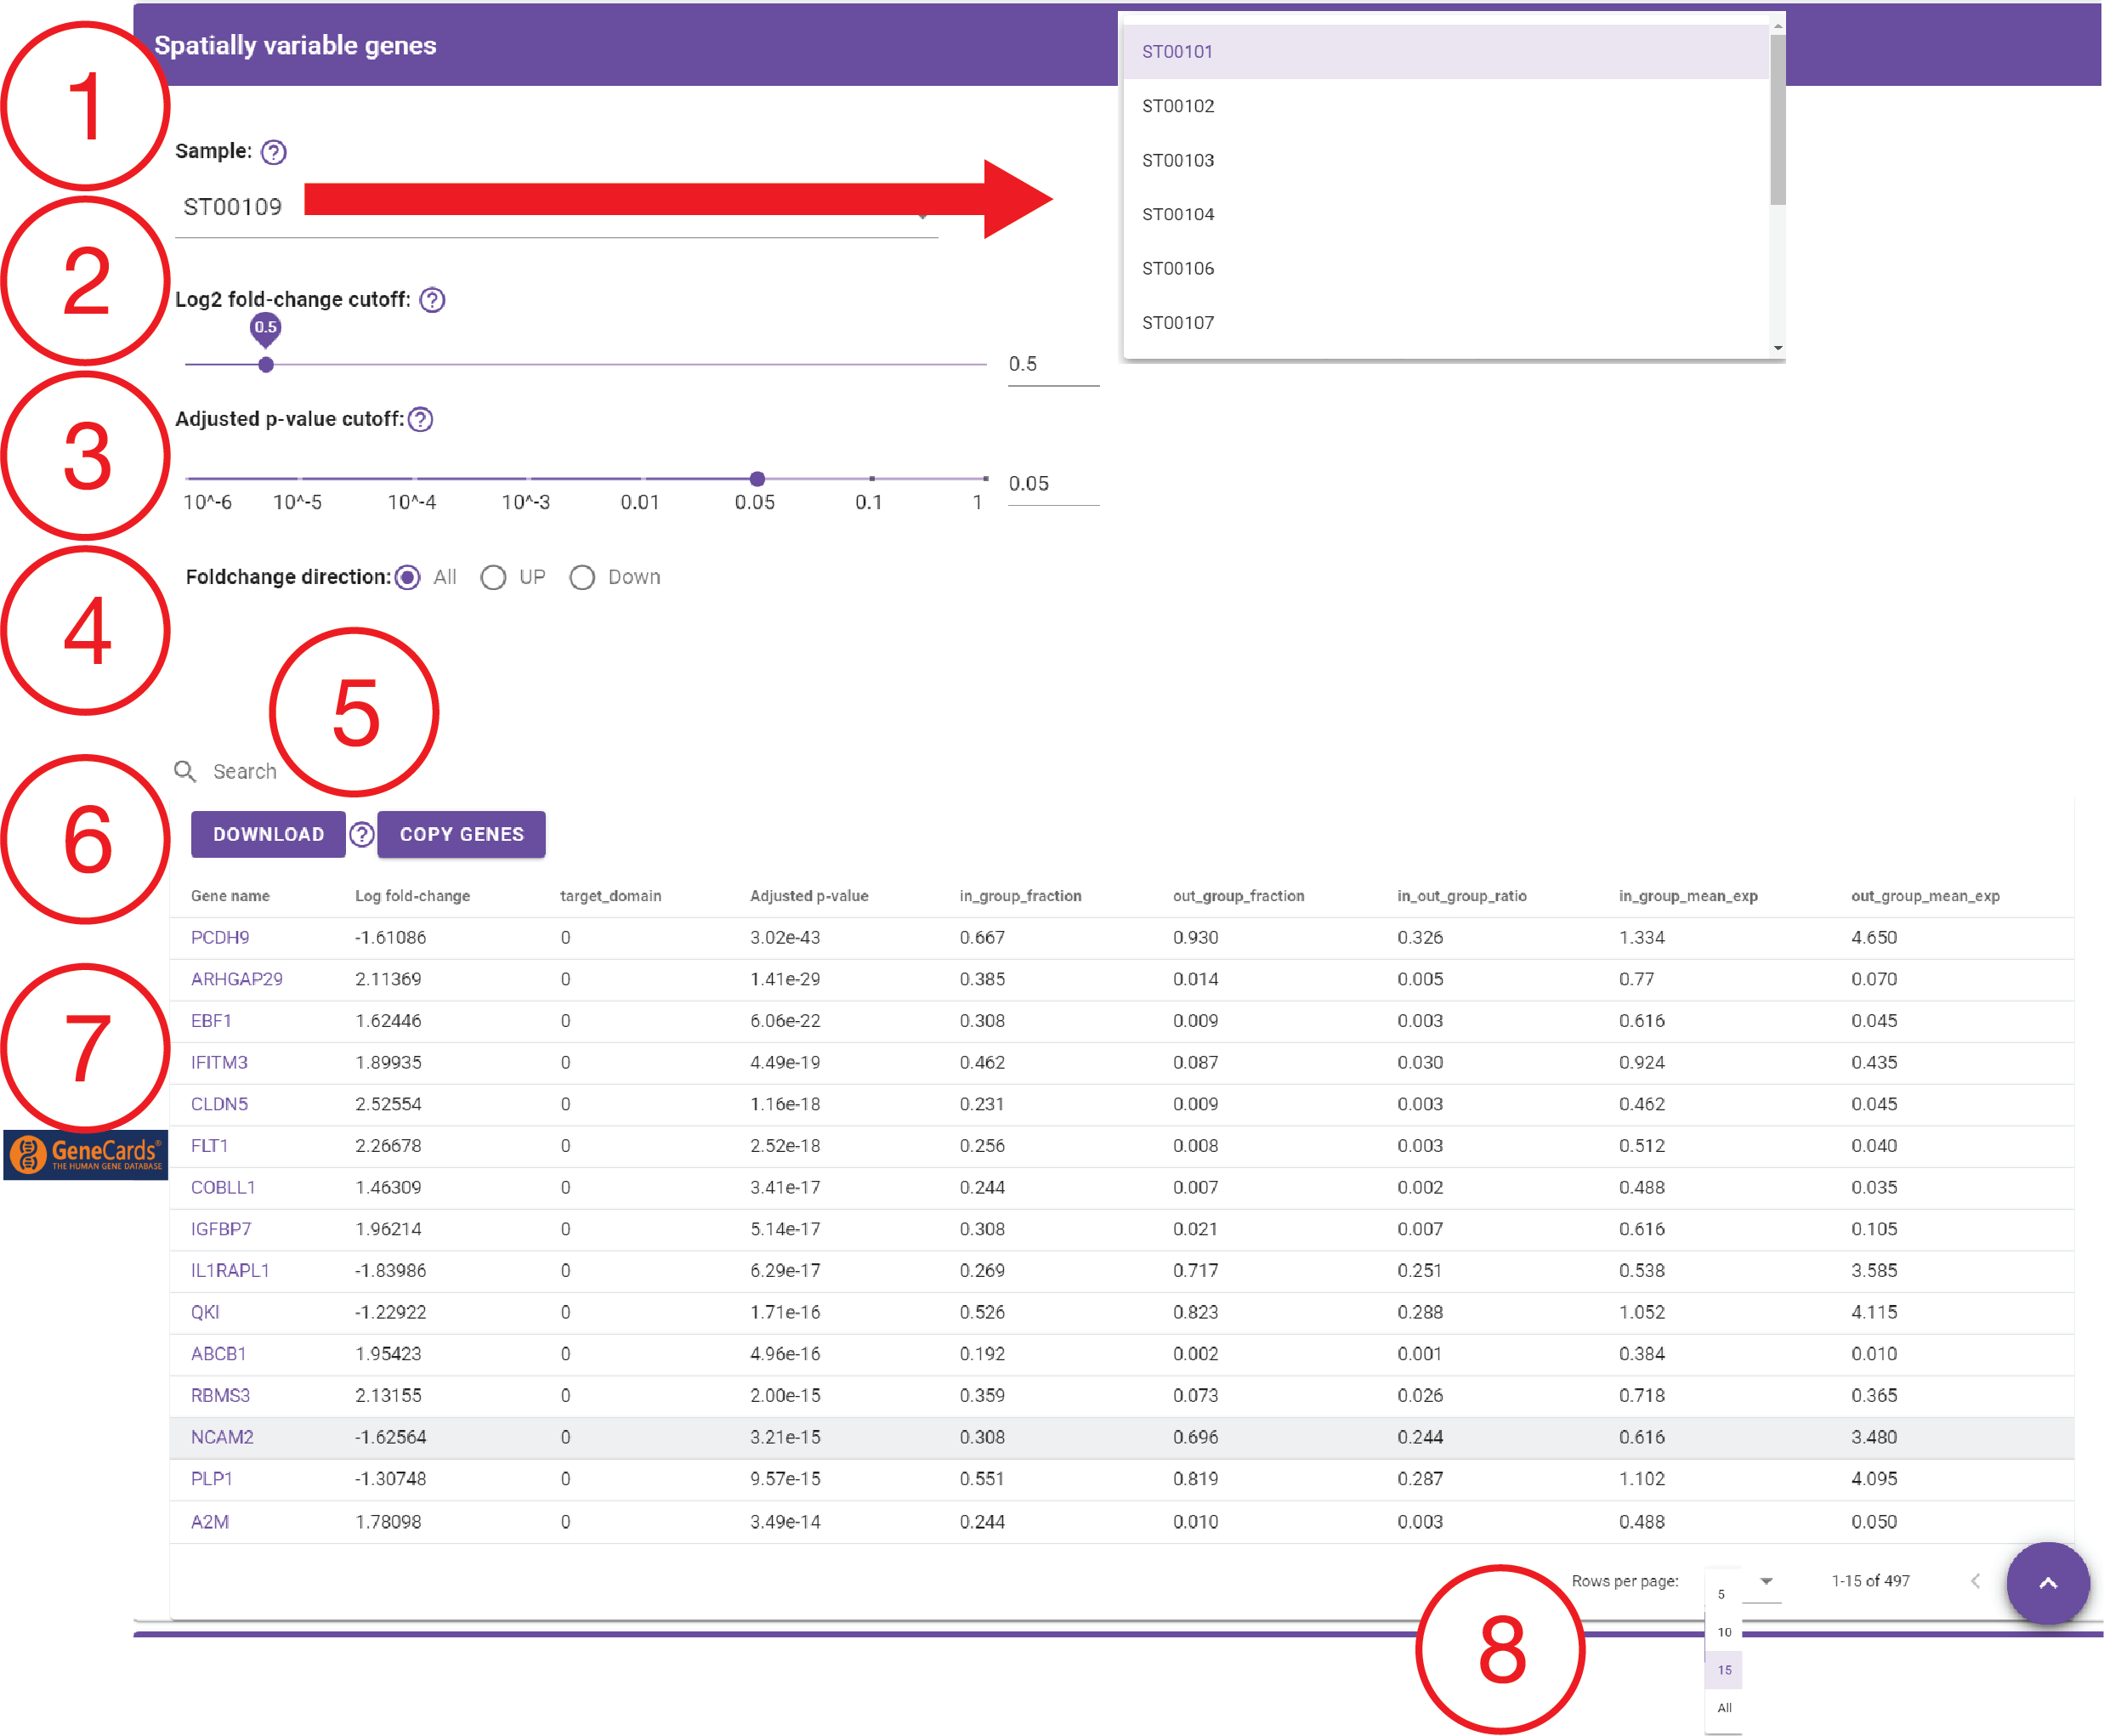 Spatially variable genes
1
Sample: ?
ST00109
ST00101
ST00102
ST00103
ST00104
ST00106
ST00107
2
Log2 fold-change cutoff: ?
0.5
0.5
3
Adjusted p-value cutoff: ?
0.05
10^-6 10^-5 10^-4 10^-3 0.01 0.05 0.1 1
4
Foldchange direction: All UP Down
5
Search
6
DOWNLOAD ? COPY GENES
Gene name Log fold-change target_domain Adjusted p-value in_group_fraction out_group_fraction in_out_group_ratio in_group_mean_exp out_group_mean_exp
PCDH9 -1.61086 0 3.02e-43 0.667 0.930 0.326 1.334 4.650
ARHGAP29 2.11369 0 1.41e-29 0.385 0.014 0.005 0.77 0.070
EBF1 1.62446 0 6.06e-22 0.308 0.009 0.003 0.616 0.045
7
IFITM3 1.89935 0 4.49e-19 0.462 0.087 0.030 0.924 0.435
CLDN5 2.52554 0 1.16e-18 0.231 0.009 0.003 0.462 0.045
GeneCards®
THE HUMAN GENE DATABASE
FLT1 2.26678 0 2.52e-18 0.256 0.008 0.003 0.512 0.040
COBLL1 1.46309 0 3.41e-17 0.244 0.007 0.002 0.488 0.035
IGFBP7 1.96214 0 5.14e-17 0.308 0.021 0.007 0.616 0.105
IL1RAPL1 -1.83986 0 6.29e-17 0.269 0.717 0.251 0.538 3.585
QKI -1.22922 0 1.71e-16 0.526 0.823 0.288 1.052 4.115
ABCB1 1.95423 0 4.96e-16 0.192 0.002 0.001 0.384 0.010
RBMS3 2.13155 0 2.00e-15 0.359 0.073 0.026 0.718 0.365
NCAM2 -1.62564 0 3.21e-15 0.308 0.696 0.244 0.616 3.480
PLP1 -1.30748 0 9.57e-15 0.551 0.819 0.287 1.102 4.095
A2M 1.78098 0 3.49e-14 0.244 0.010 0.003 0.488 0.050
8
Rows per page: 1-15 of 497
5
10
15
All